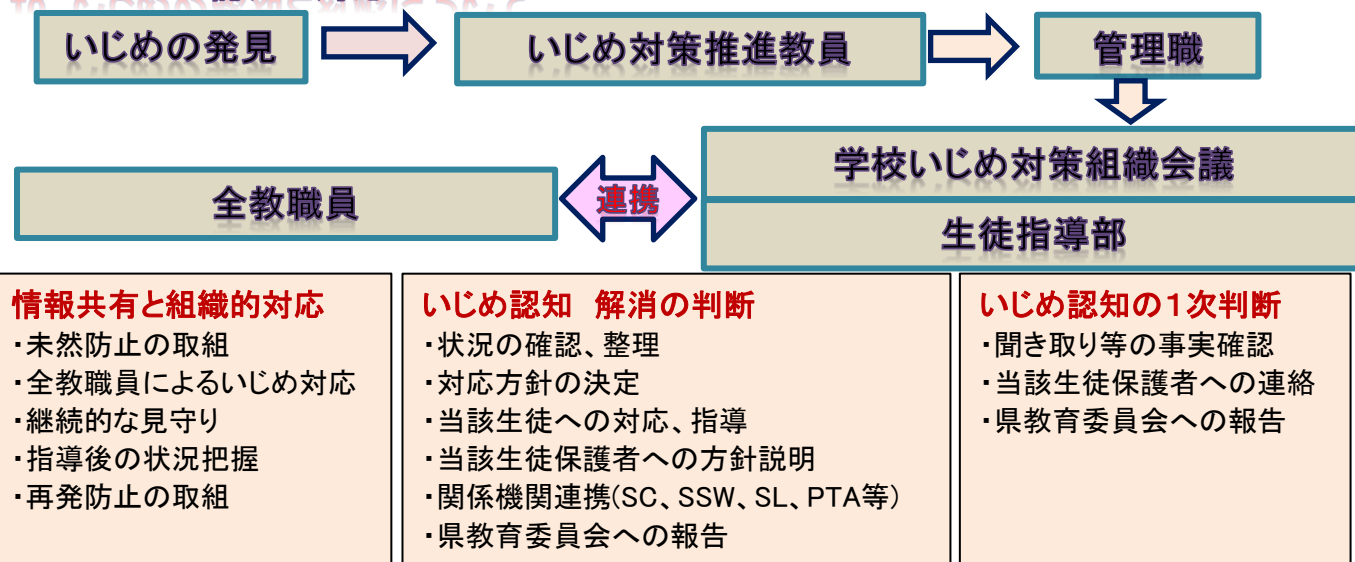 いじめの発見
いじめ対策推進教員
管理職
学校いじめ対策組織会議
全教職員
連携
生徒指導部
情報共有と組織的対応
・未然防止の取組
・全教職員によるいじめ対応
・継続的な見守り
・指導後の状況把握
・再発防止の取組
いじめ認知 解消の判断
・状況の確認、整理
・対応方針の決定
・当該生徒への対応、指導
・当該生徒保護者への方針説明
・関係機関連携(SC、SSW、SL、PTA等)
・県教育委員会への報告
いじめ認知の1次判断
・聞き取り等の事実確認
・当該生徒保護者への連絡
・県教育委員会への報告